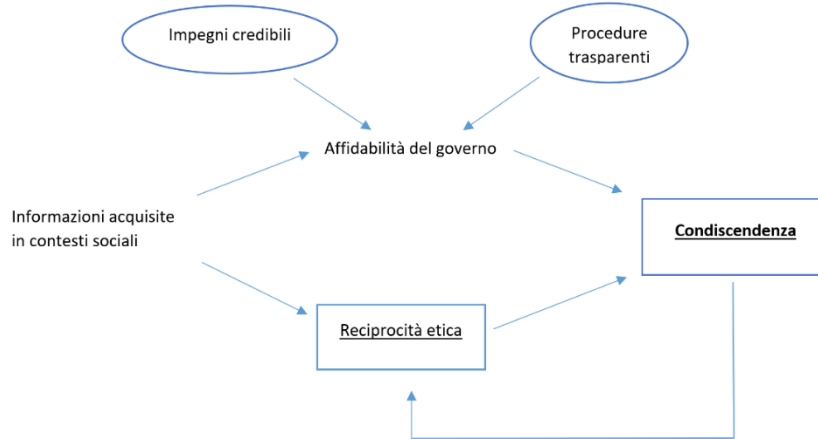 Impegni credibili
Procedure
trasparenti
Affidabilità del governo
Informazioni acquisite
in contesti sociali
Condiscendenza
Reciprocità etica